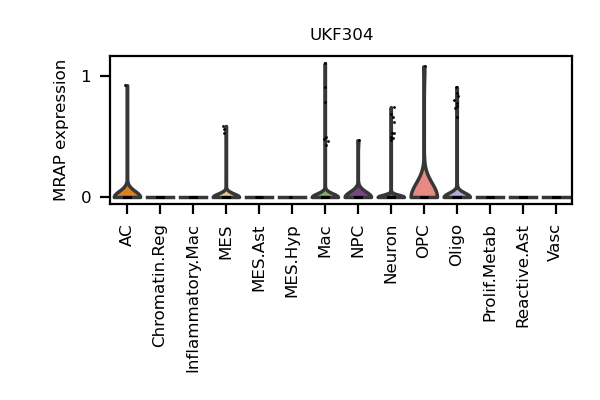 UKF304
MRAP expression
1
0
AC
Chromatin.Reg
Inflammatory.Mac
MES
MES.Ast
MES.Hyp
Mac
NPC
Neuron
OPC
Oligo
Prolif.Metab
Reactive.Ast
Vasc